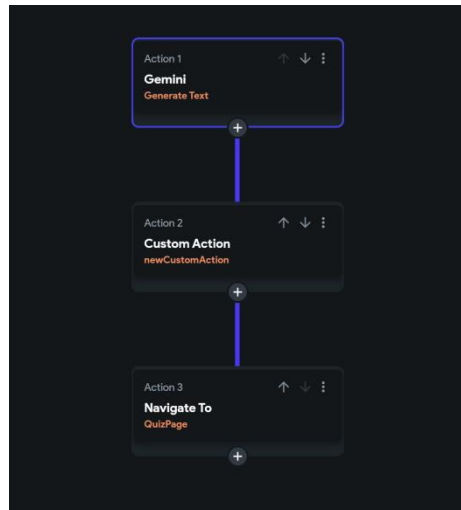 Action 1
Gemini
Generate Text
Action 2
Custom Action
newCustomAction
Action 3
Navigate To
QuizPage